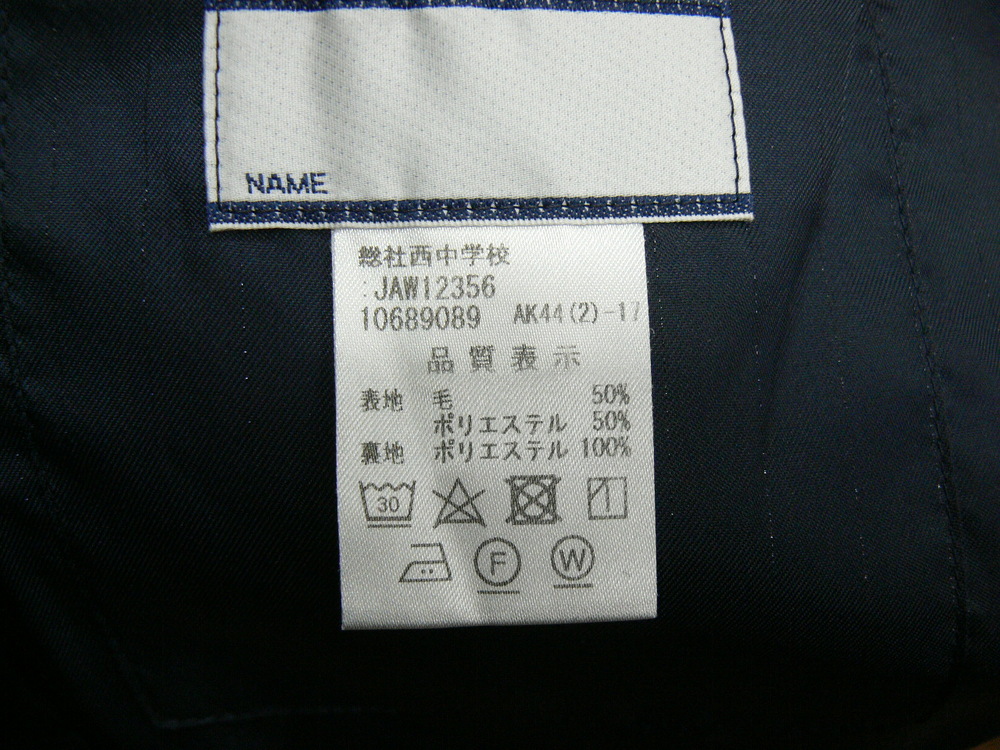 NAME
総社西中学校
:JAW12356
10689089 AK44(2)-17
品質表示
表地 毛 50%
ポリエステル 50%
裏地 ポリエステル 100%
30
F W